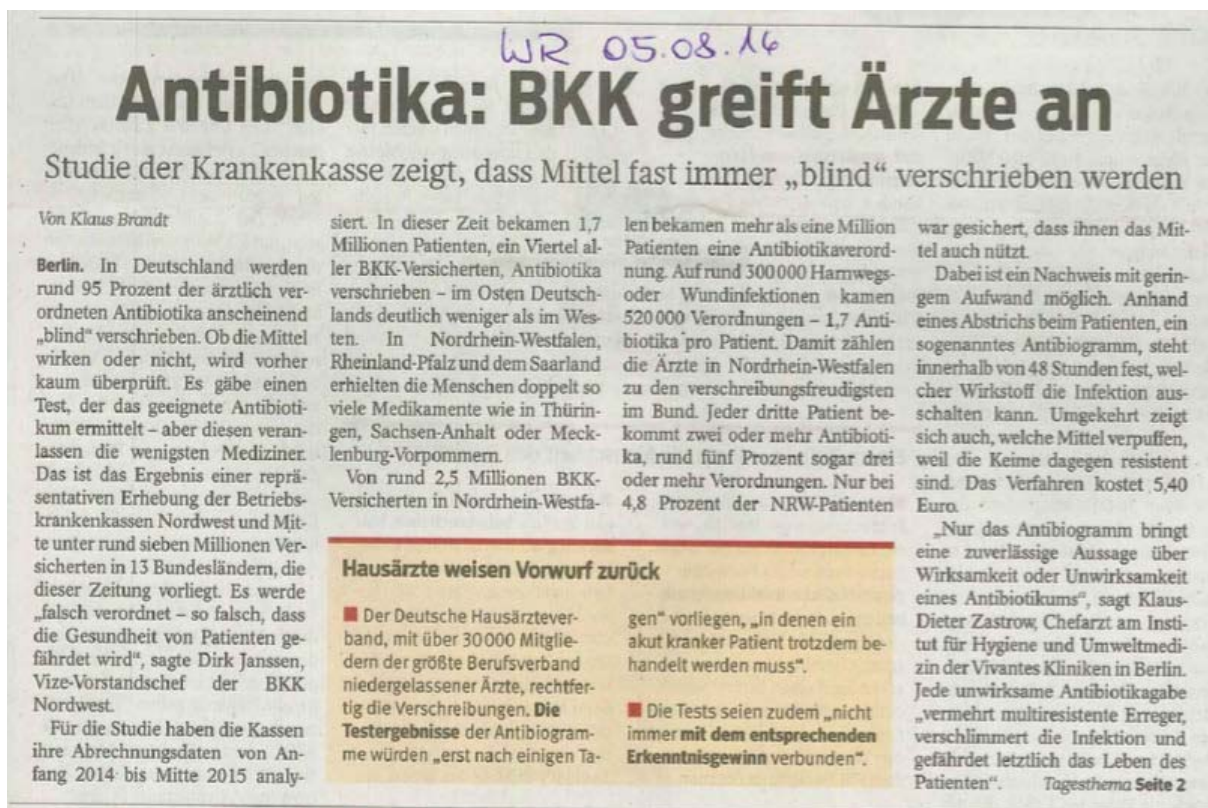 WR 05.08.16
Antibiotika: BKK greift Ärzte an
Studie der Krankenkasse zeigt, dass Mittel fast immer „blind“ verschrieben werden
Von Klaus Brandt
Berlin. In Deutschland werden
rund 95 Prozent der ärztlich ver-
ordneten Antibiotika anscheinend
„blind“ verschrieben. Ob die Mittel
wirken oder nicht, wird vorher
kaum überprüft. Es gäbe einen
Test, der das geeignete Antibioti-
kum ermittelt – aber diesen veran-
lassen die wenigsten Mediziner.
Das ist das Ergebnis einer reprä-
sentativen Erhebung der Betriebs-
krankenkassen Nordwest und Mit-
te unter rund sieben Millionen Ver-
sicherten in 13 Bundesländern, die
dieser Zeitung vorliegt. Es werde
„falsch verordnet – so falsch, dass
die Gesundheit von Patienten ge-
fährdet wird“, sagte Dirk Janssen,
Vize-Vorstandschef der BKK
Nordwest.
Für die Studie haben die Kassen
ihre Abrechnungsdaten von An-
fang 2014 bis Mitte 2015 analy-
siert. In dieser Zeit bekamen 1,7
Millionen Patienten, ein Viertel al-
ler BKK-Versicherten, Antibiotika
verschrieben – im Osten Deutsch-
lands deutlich weniger als im Wes-
ten. In Nordrhein-Westfalen,
Rheinland-Pfalz und dem Saarland
erhielten die Menschen doppelt so
viele Medikamente wie in Thürin-
gen, Sachsen-Anhalt oder Meck-
lenburg-Vorpommern.
Von rund 2,5 Millionen BKK-
Versicherten in Nordrhein-Westfa-
len bekamen mehr als eine Million
Patienten eine Antibiotikaverord-
nung. Auf rund 300000 Harnwegs-
oder Wundinfektionen kamen
520000 Verordnungen – 1,7 Anti-
biotika pro Patient. Damit zählen
die Ärzte in Nordrhein-Westfalen
zu den verschreibungsfreudigsten
im Bund. Jeder dritte Patient be-
kommt zwei oder mehr Antibioti-
ka, rund fünf Prozent sogar drei
oder mehr Verordnungen. Nur bei
4,8 Prozent der NRW-Patienten
war gesichert, dass ihnen das Mit-
tel auch nützt.
Dabei ist ein Nachweis mit gerin-
gem Aufwand möglich. Anhand
eines Abstrichs beim Patienten, ein
sogenanntes Antibiogramm, steht
innerhalb von 48 Stunden fest, wel-
cher Wirkstoff die Infektion aus-
schalten kann. Umgekehrt zeigt
sich auch, welche Mittel verpuffen,
weil die Keime dagegen resistent
sind. Das Verfahren kostet 5,40
Euro.
„Nur das Antibiogramm bringt
eine zuverlässige Aussage über
Wirksamkeit oder Unwirksamkeit
eines Antibiotikums“, sagt Klaus-
Dieter Zastrow, Chefarzt am Insti-
tut für Hygiene und Umweltmedi-
zin der Vivantes Kliniken in Berlin.
Jede unwirksame Antibiotikagabe
„vermehrt multiresistente Erreger,
verschlimmert die Infektion und
gefährdet letztlich das Leben des
Patienten“. Tagesthema Seite 2
Hausärzte weisen Vorwurf zurück
■ Der Deutsche Hausärztever-
band, mit über 30000 Mitglie-
dern der größte Berufsverband
niedergelassener Ärzte, rechtfer-
tig die Verschreibungen. Die
Testergebnisse der Antibiogram-
me würden „erst nach einigen Ta-
gen“ vorliegen, „in denen ein
akut kranker Patient trotzdem be-
handelt werden muss“.
■ Die Tests seien zudem „nicht
immer mit dem entsprechenden
Erkenntnisgewinn verbunden“.